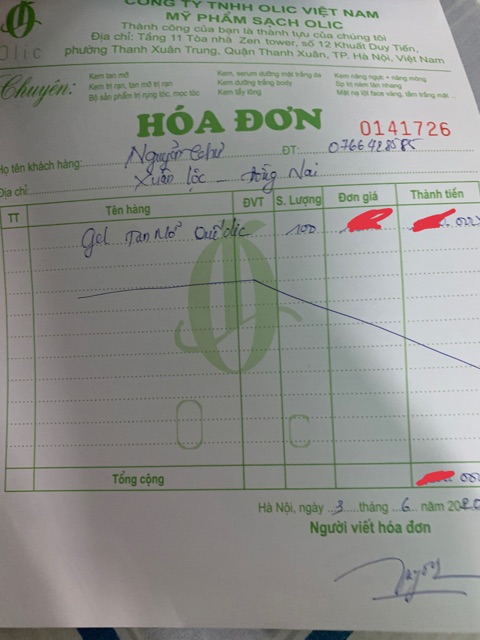 CÔNG TY TNHH OLIC VIỆT NAM
MỸ PHẨM SẠCH OLIC
Thành công của bạn là thành tựu của chúng tôi
Địa chỉ: Tầng 11 Tòa nhà Zen tower, số 12 Khuất Duy Tiến,
phường Thanh Xuân Trung, Quận Thanh Xuân, TP. Hà Nội, Việt Nam
Olic
Chuyên:
Kem tan mỡ
Kem trị rạn, tan mỡ trị rạn
Bộ sản phẩm trị rụng tóc, mọc tóc
Kem, serum dưỡng mặt trắng da
Kem dưỡng trắng body
Kem tẩy lông
Kem nâng ngực + nâng mông
Sp trị nám tàn nhang
Mặt nạ lột face vàng, tắm trắng mặt...
HÓA ĐƠN
0141726
Họ tên khách hàng: Nguyễn Như ĐT:
Địa chỉ: Xuân Lộc - Đồng Nai
TT Tên hàng ĐVT S. Lượng Đơn giá Thành tiền
gel Tan Mỡ Quế Olic 100 000
Tổng cộng 000
Hà Nội, ngày 3 tháng 6 năm 2020
Người viết hóa đơn